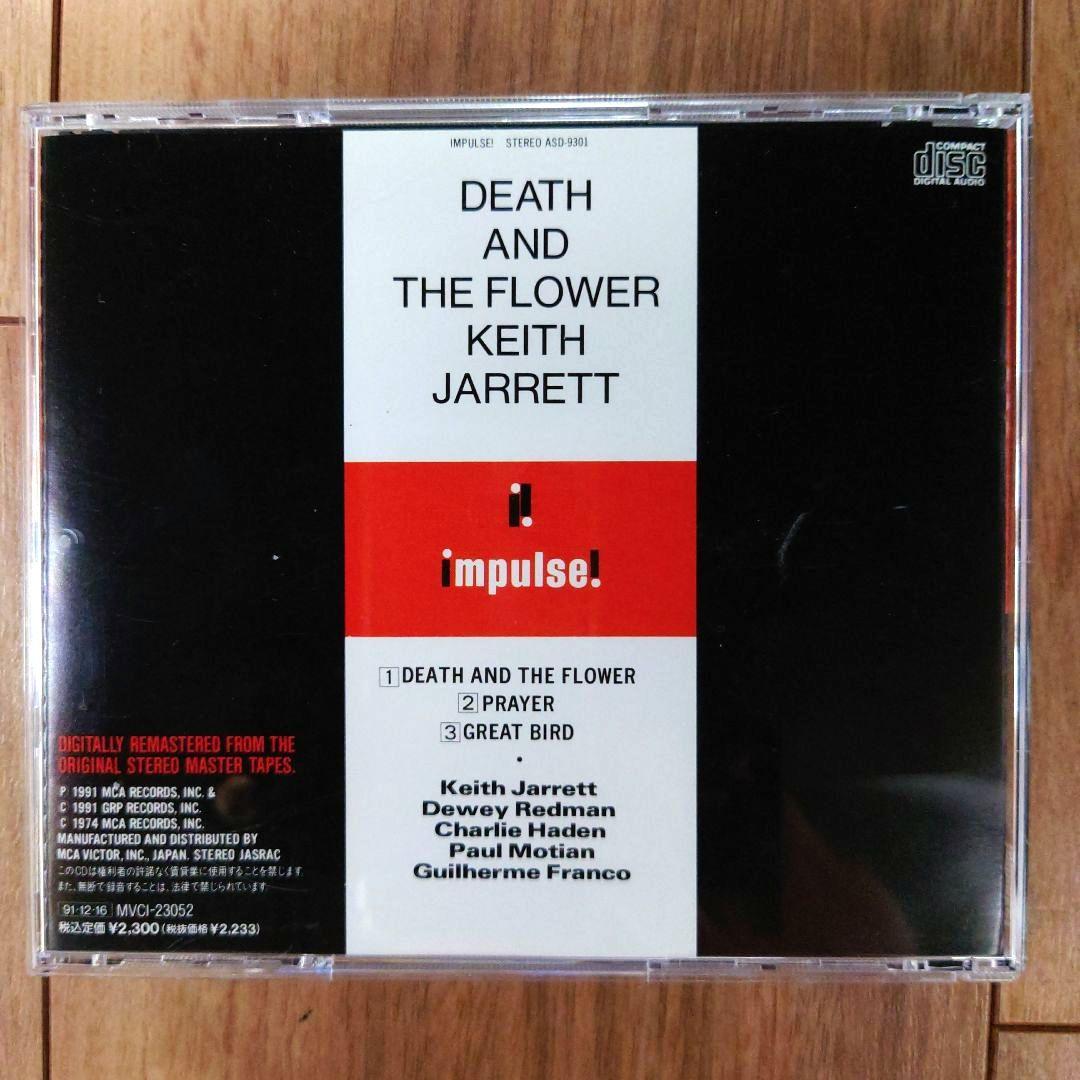 IMPULSE! STEREO ASD-9301
DEATH
AND
THE FLOWER
KEITH
JARRETT
COMPACT
disc
DIGITAL AUDIO
impulse!
1 DEATH AND THE FLOWER
2 PRAYER
3 GREAT BIRD
Keith Jarrett
Dewey Redman
Charlie Haden
Paul Motian
Guilherme Franco
DIGITALLY REMASTERED FROM THE
ORIGINAL STEREO MASTER TAPES.
P 1991 MCA RECORDS, INC. &
C 1991 GRP RECORDS, INC.
C 1974 MCA RECORDS, INC.
MANUFACTURED AND DISTRIBUTED BY
MCA VICTOR, INC., JAPAN. STEREO JASRAC
このCDは権利者の許諾なく賃貸業に使用することを禁じます.
また、無断で録音することは、法律で禁じられています.
91・12・16 MVCI-23052
税込定価 ¥2,300 (税抜価格 ¥2,233)